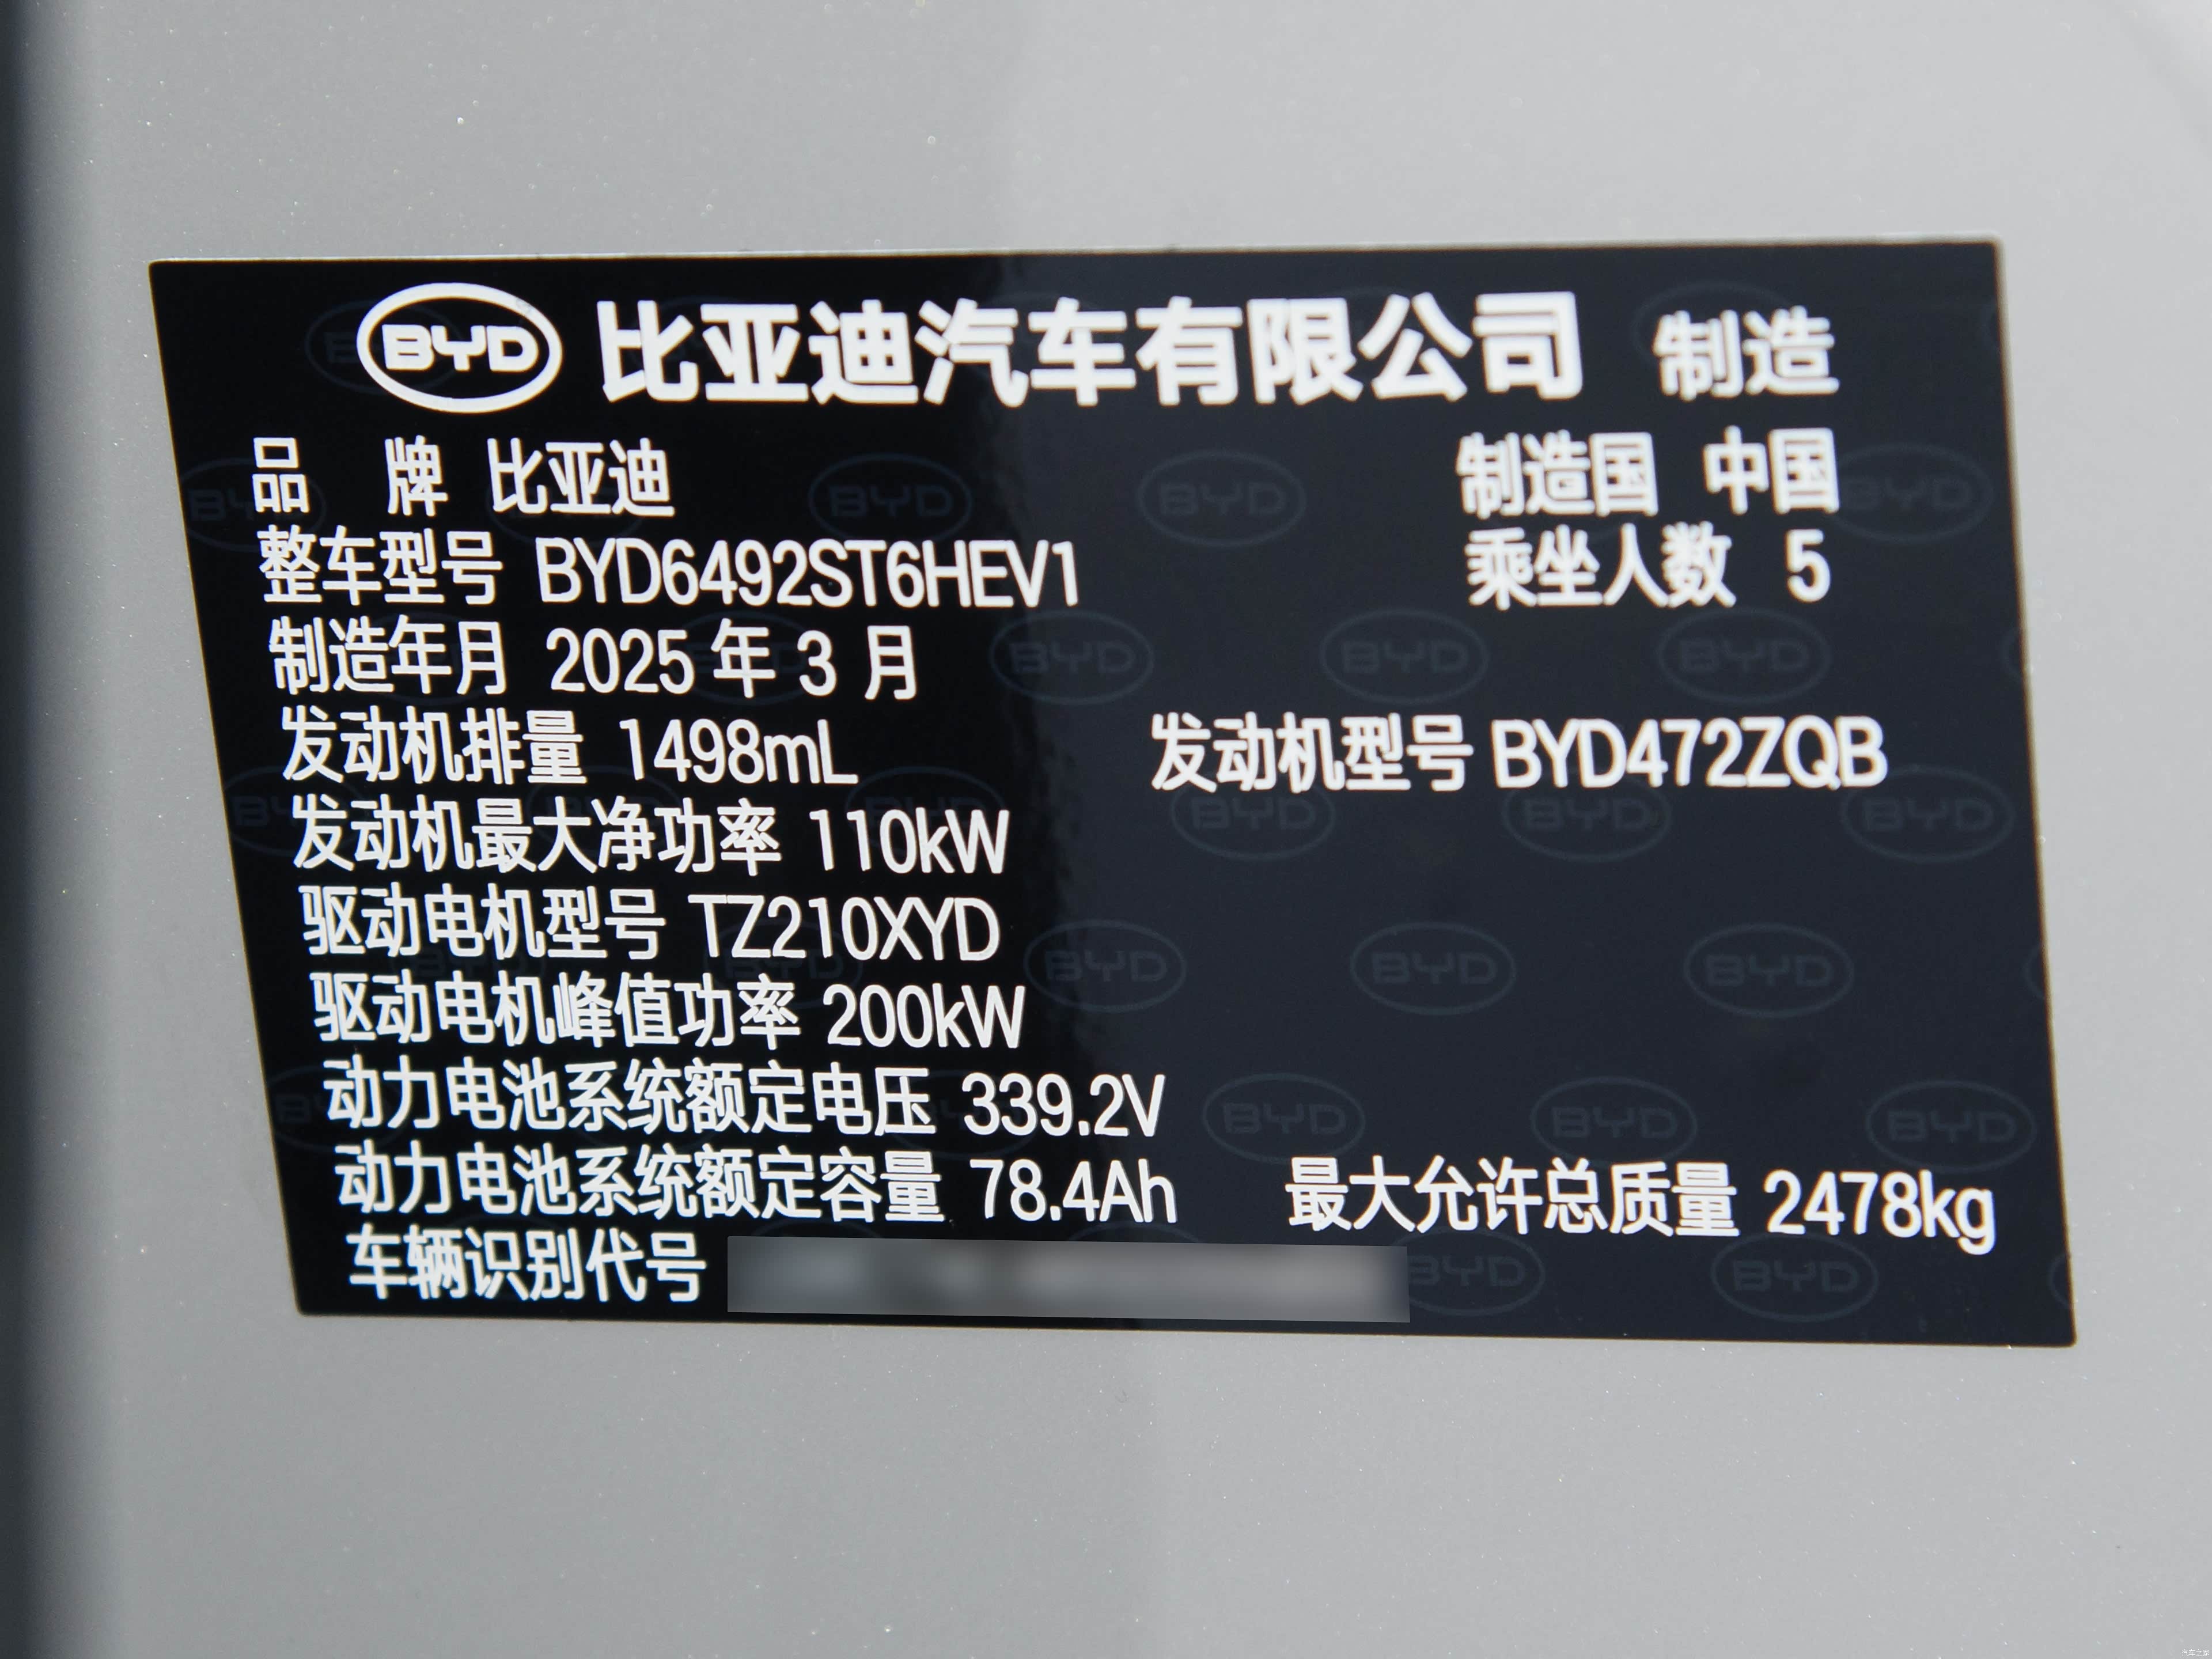 BYD 比亚迪汽车有限公司 制造
品 牌 比亚迪 制造国 中国
整车型号 BYD6492ST6HEV1 乘坐人数 5
制造年月 2025 年 3 月
发动机排量 1498mL 发动机型号 BYD472ZQB
发动机最大净功率 110kW
驱动电机型号 TZ210XYD
驱动电机峰值功率 200kW
动力电池系统额定电压 339.2V
动力电池系统额定容量 78.4Ah 最大允许总质量 2478kg
车辆识别代号
汽车之家